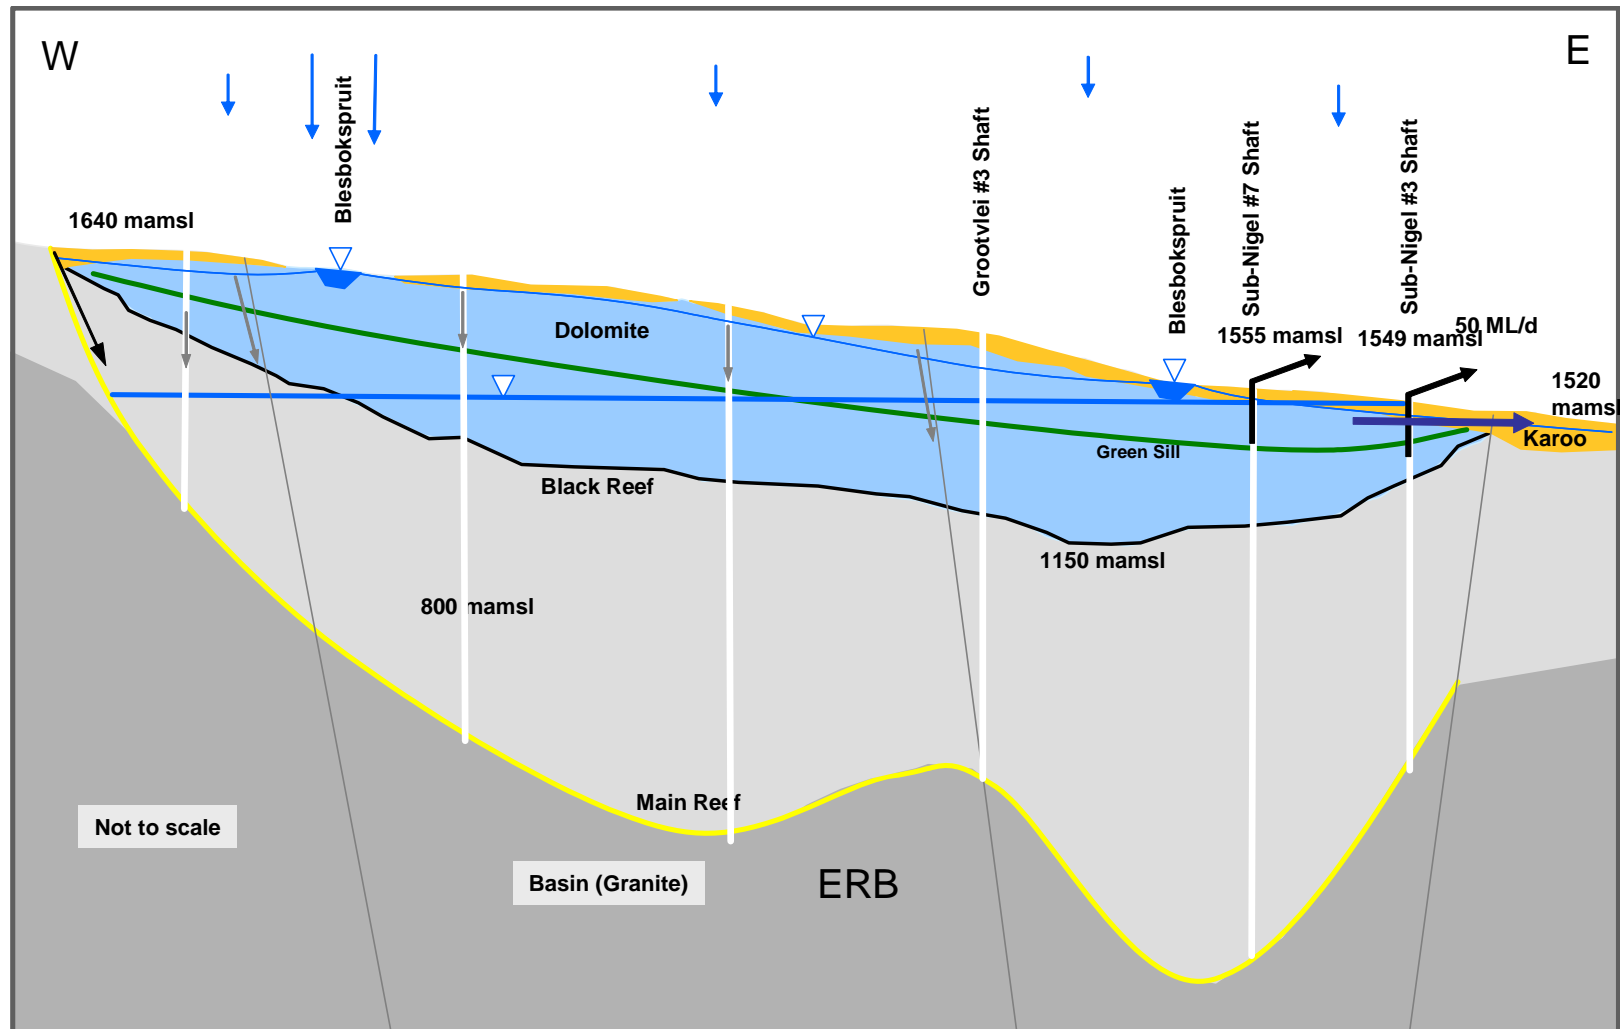 W
E
Blesbokspruit
Grootvlei #3 Shaft
Blesbokspruit
Sub-Nigel #7 Shaft
Sub-Nigel #3 Shaft
1640 mamsl
1555 mamsl
1549 mamsl
50 ML/d
1520
mamsl
Dolomite
Karoo
Green Sill
Black Reef
1150 mamsl
800 mamsl
Main Reef
Not to scale
Basin (Granite)
ERB